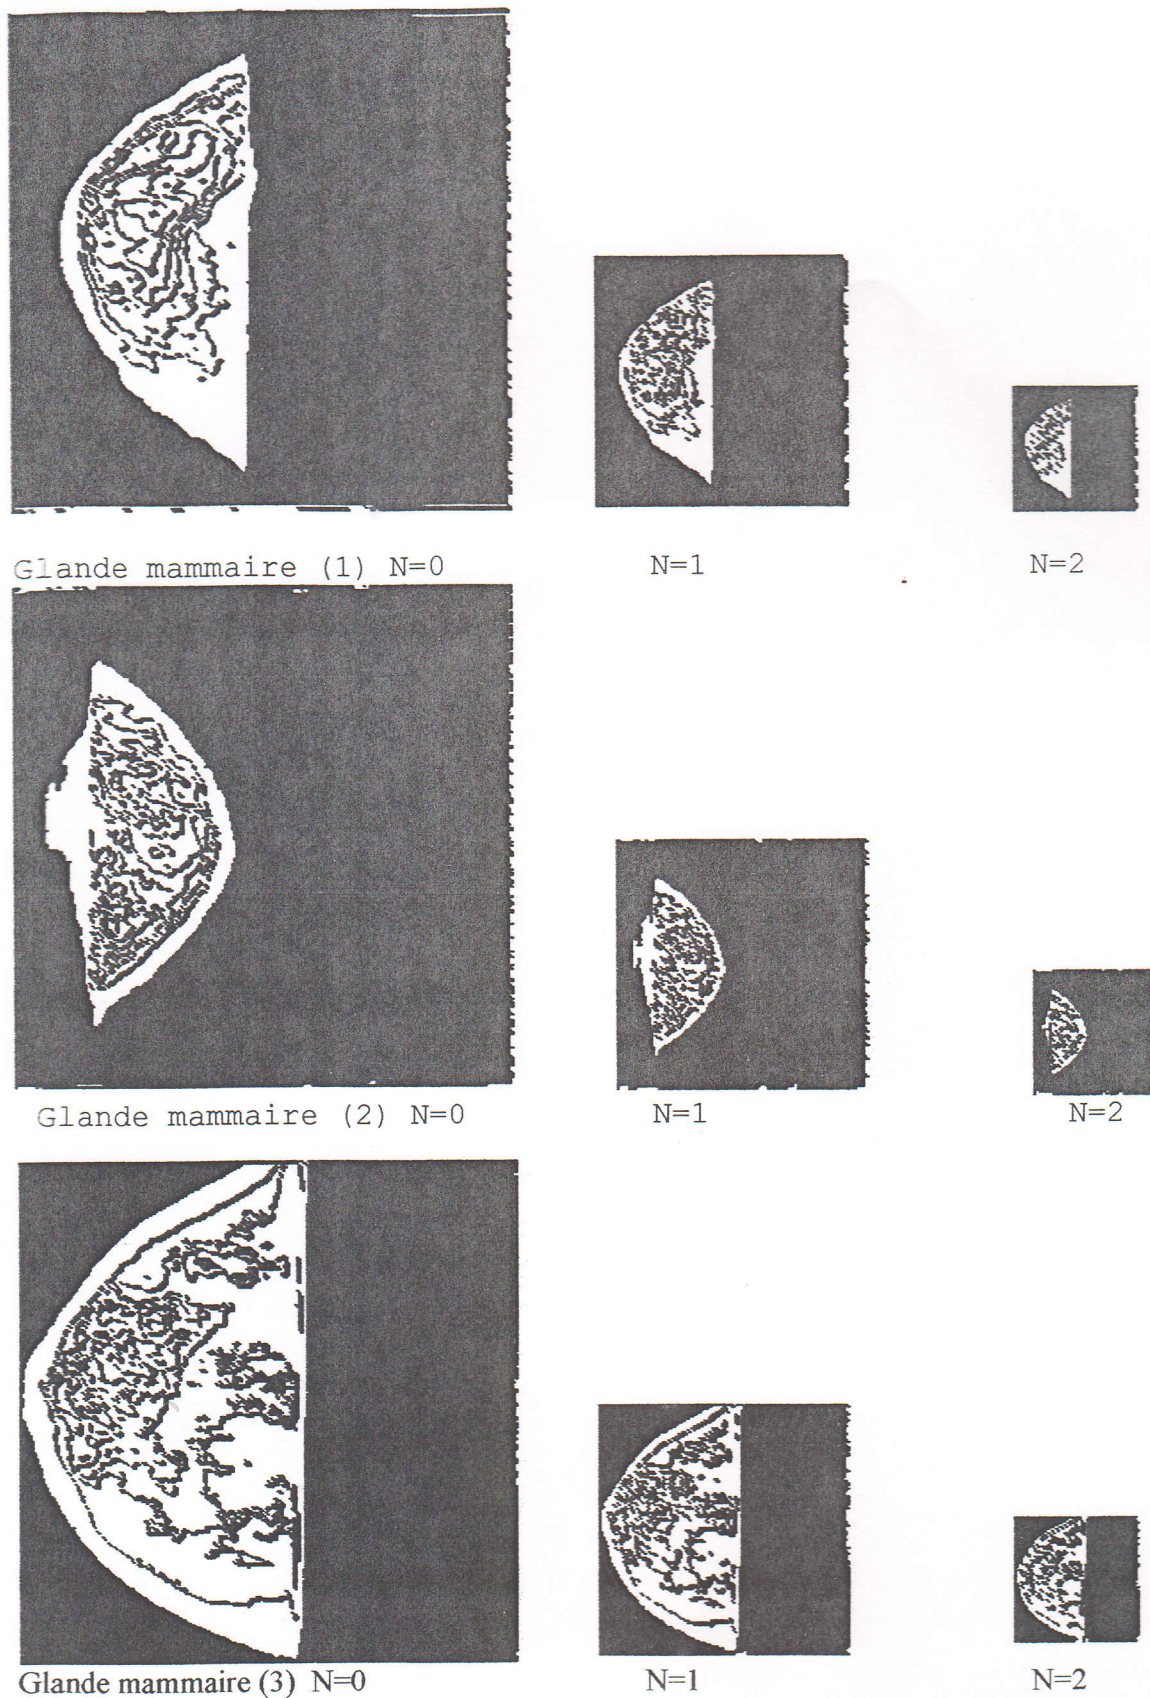 Glande mammaire (1) N=0 N=1 N=2
Glande mammaire (2) N=0 N=1 N=2
Glande mammaire (3) N=0 N=1 N=2